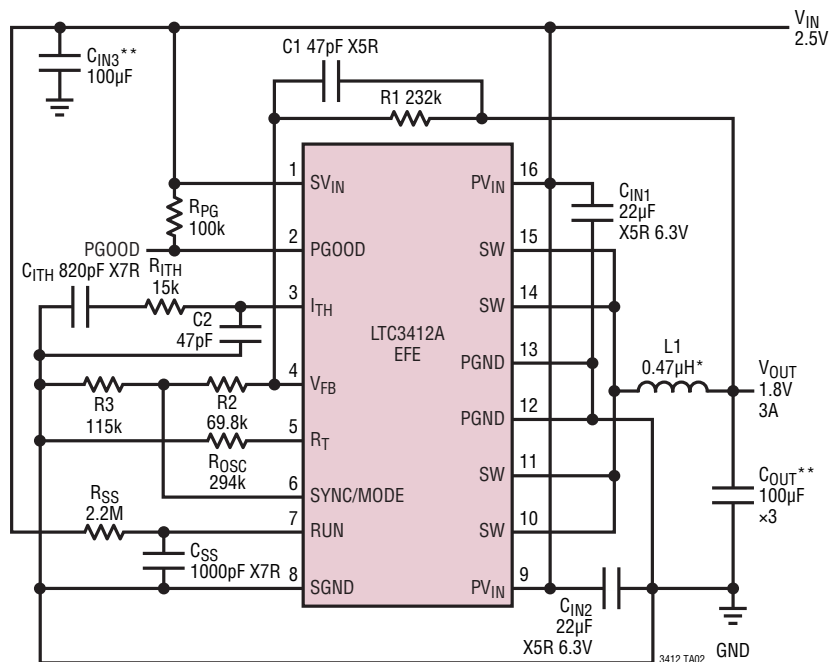 VIN
2.5V
CIN3**
100µF
C1 47pF X5R
R1 232k
1
SVIN
PVIN
16
CIN1
22µF
X5R 6.3V
RPG
100k
PGOOD
2
PGOOD
SW
15
CITH 820pF X7R
RITH
15k
3
ITH
SW
14
C2
47pF
LTC3412A
EFE
PGND
13
L1
0.47µH*
VOUT
1.8V
3A
4
VFB
R3
115k
R2
69.8k
PGND
12
5
RT
ROSC
294k
SW
11
COUT**
100µF
×3
6
SYNC/MODE
RSS
2.2M
7
RUN
SW
10
CSS
1000pF X7R
8
SGND
PVIN
9
CIN2
22µF
X5R 6.3V
GND
3412 TA02